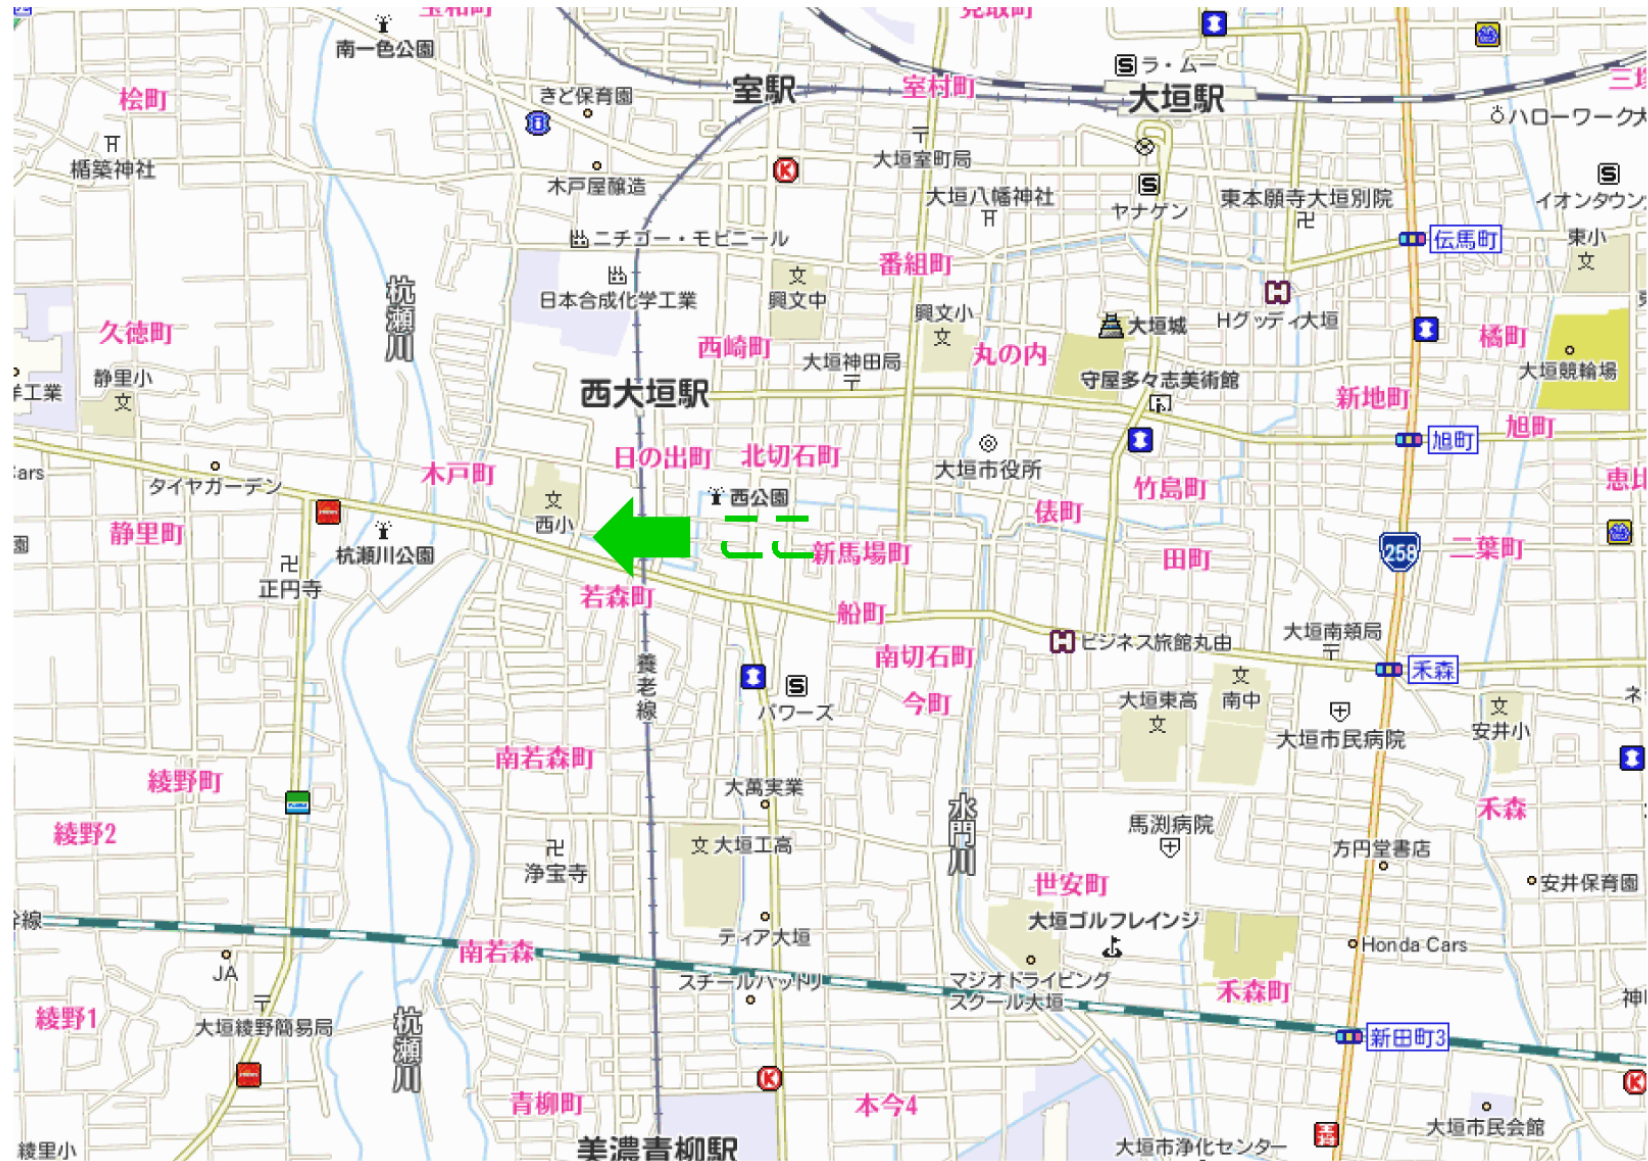 南一色公園
桧町
きど保育園
室駅
室村町
ラ・ムー
大垣駅
楯築神社
木戸屋醸造
大垣室町局
大垣八幡神社
ヤナゲン
東本願寺大垣別院
ニチゴー・モビニール
日本合成化学工業
興文中
番組町
伝馬町
東小
杭瀬川
久徳町
静里小
西崎町
興文小
大垣神田局
丸の内
大垣城
Hグッディ大垣
橘町
大垣競輪場
西大垣駅
守屋多々志美術館
新地町
旭町
旭町
日の出町
北切石町
大垣市役所
木戸町
タイヤガーデン
西公園
竹島町
俵町
静里町
西小
ここ
新馬場町
田町
258
二葉町
杭瀬川公園
正円寺
若森町
船町
ビジネス旅館丸由
大垣南頬局
禾森
養老線
南切石町
今町
パワーズ
大垣東高
南中
大垣市民病院
安井小
南若森町
綾野町
大萬実業
綾野2
水門川
馬渕病院
禾森
大垣工高
浄宝寺
方円堂書店
安井保育園
世安町
大垣ゴルフレインジ
南若森
ティア大垣
Honda Cars
JA
スチールハットリ
マジオドライビング
スクール大垣
禾森町
綾野1
大垣綾野簡易局
杭瀬川
新田町3
青柳町
本今4
大垣市民会館
綾里小
美濃青柳駅
大垣市浄化センター